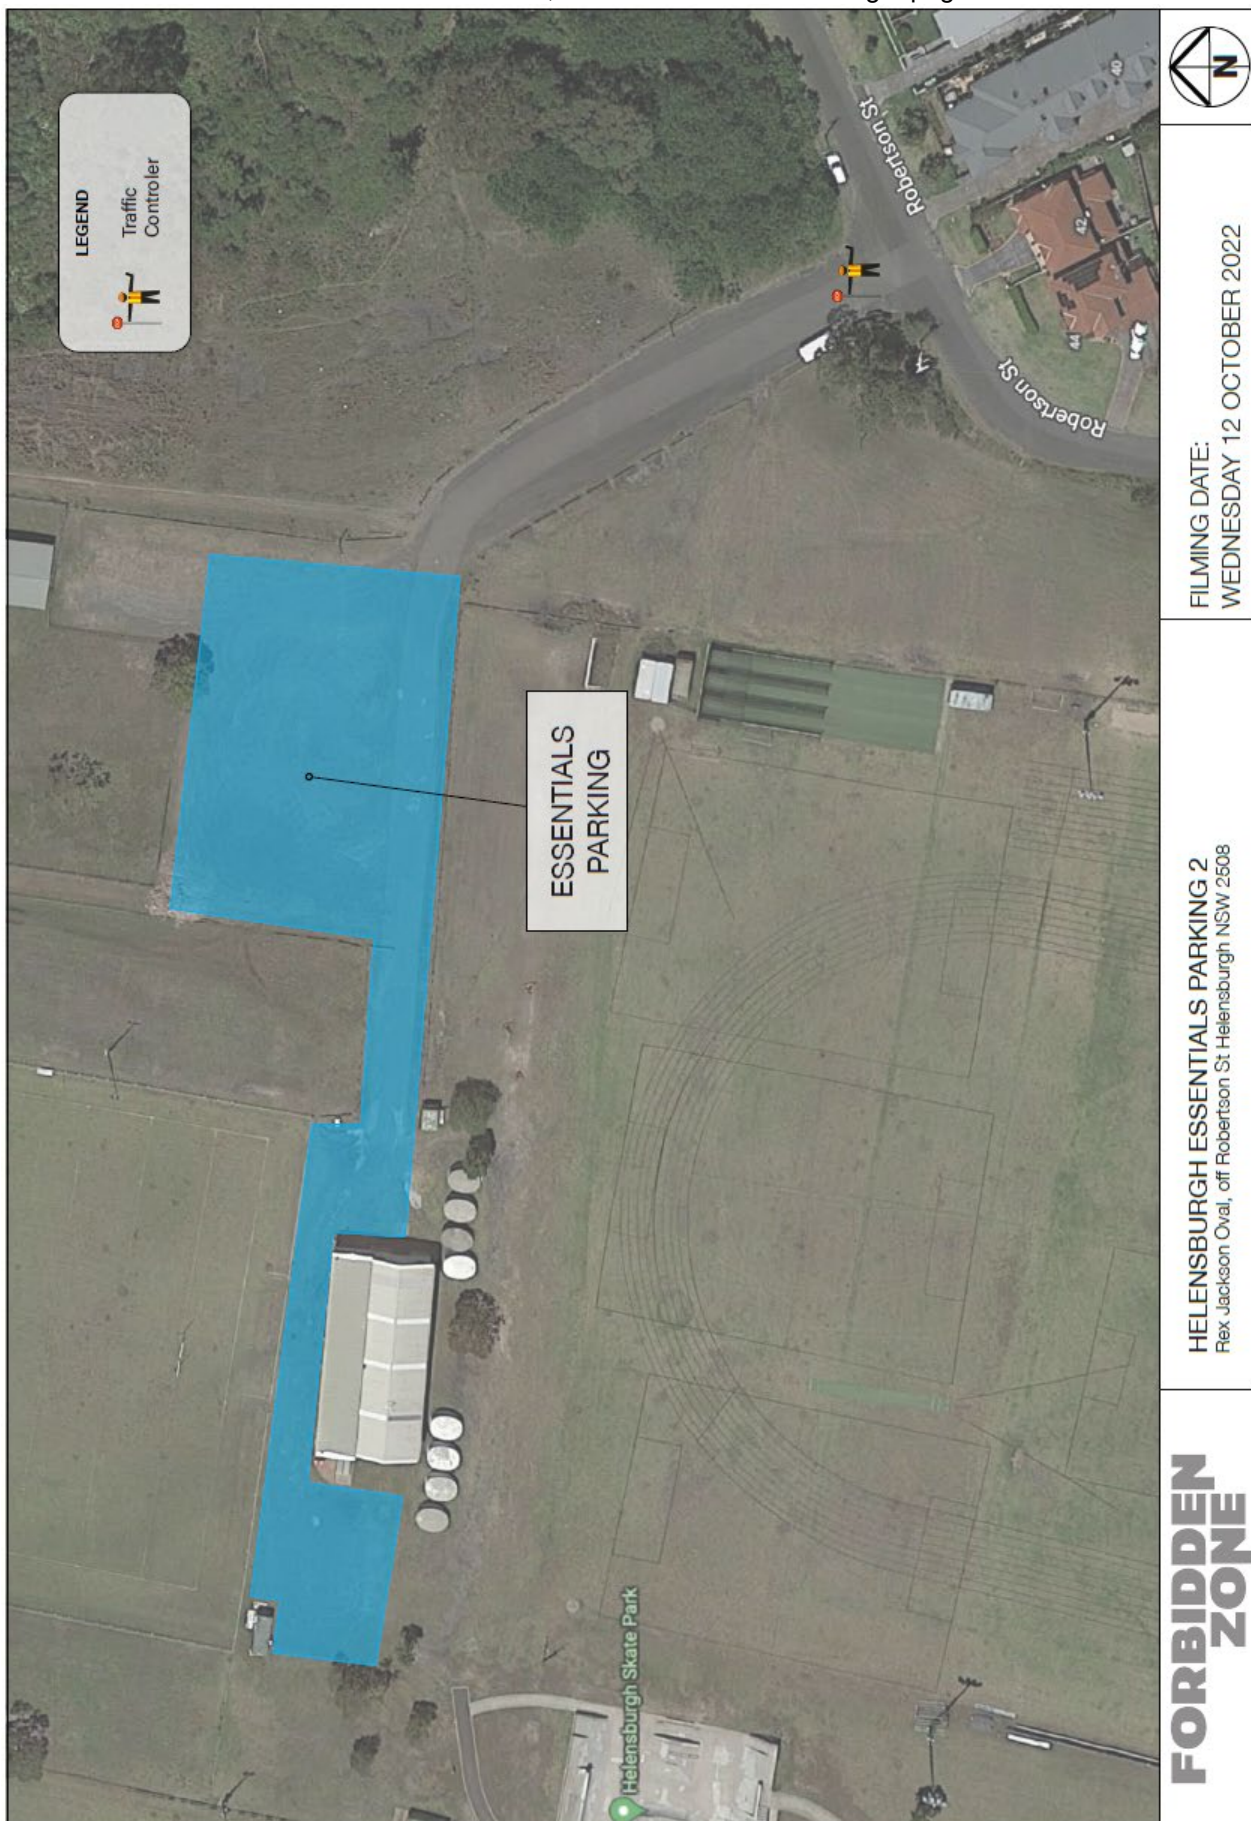 LEGEND
Traffic
Controler
Robertson St
40
42
44
Robertson St
ESSENTIALS
PARKING
Helensburgh Skate Park
FORBIDDEN
ZONE
HELENSBURGH ESSENTIALS PARKING 2
Rex Jackson Oval, off Robertson St Helensburgh NSW 2508
FILMING DATE:
WEDNESDAY 12 OCTOBER 2022
N